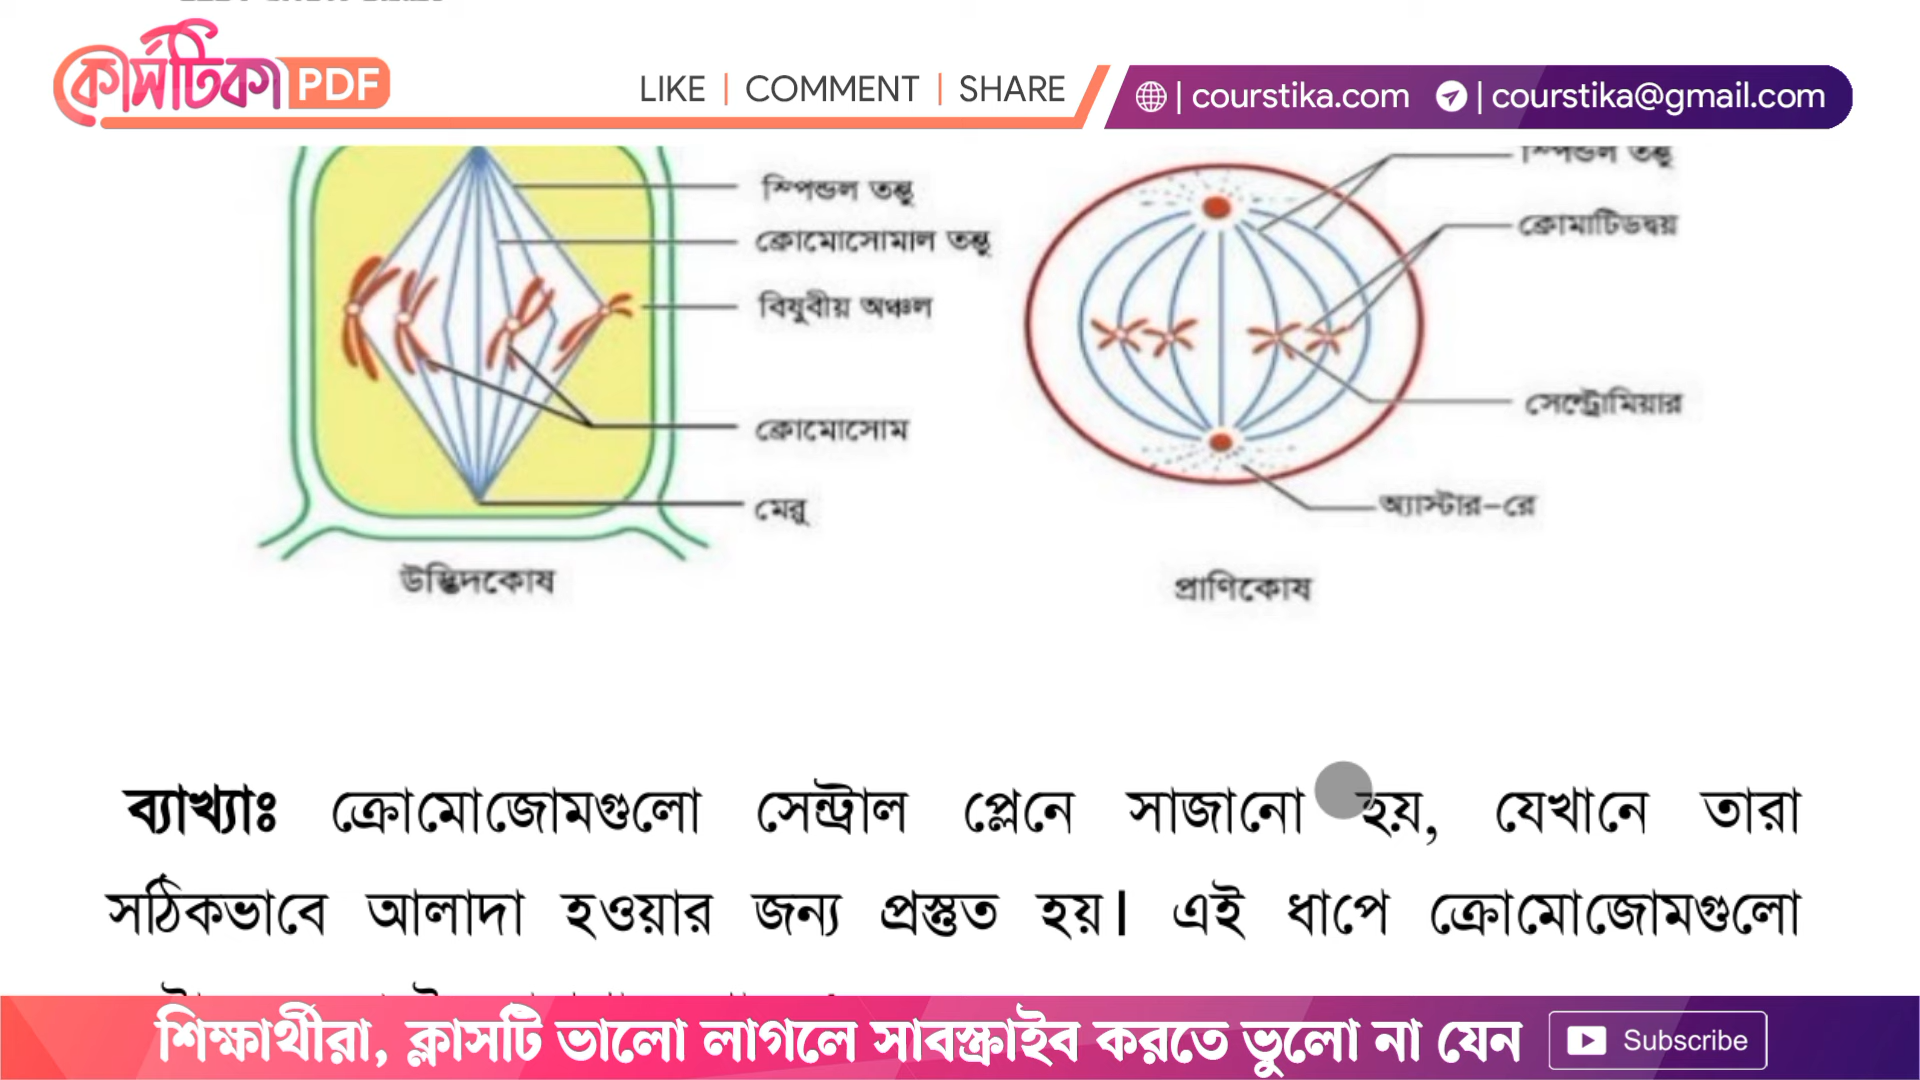 কোর্সটিকা PDF
LIKE | COMMENT | SHARE
| courstika.com | courstika@gmail.com
স্পিন্ডল তন্তু
ক্রোমোসোমাল তন্তু
বিষুবীয় অঞ্চল
ক্রোমোসোম
মেরু
উদ্ভিদকোষ
স্পিন্ডল তন্তু
ক্রোমাটিডদ্বয়
সেন্ট্রোমিয়ার
অ্যাস্টার-রে
প্রাণিকোষ
ব্যাখ্যাঃ ক্রোমোজোমগুলো সেন্ট্রাল প্লেনে সাজানো হয়, যেখানে তারা
সঠিকভাবে আলাদা হওয়ার জন্য প্রস্তুত হয়। এই ধাপে ক্রোমোজোমগুলো
শিক্ষার্থীরা, ক্লাসটি ভালো লাগলে সাবস্ক্রাইব করতে ভুলো না যেন
Subscribe